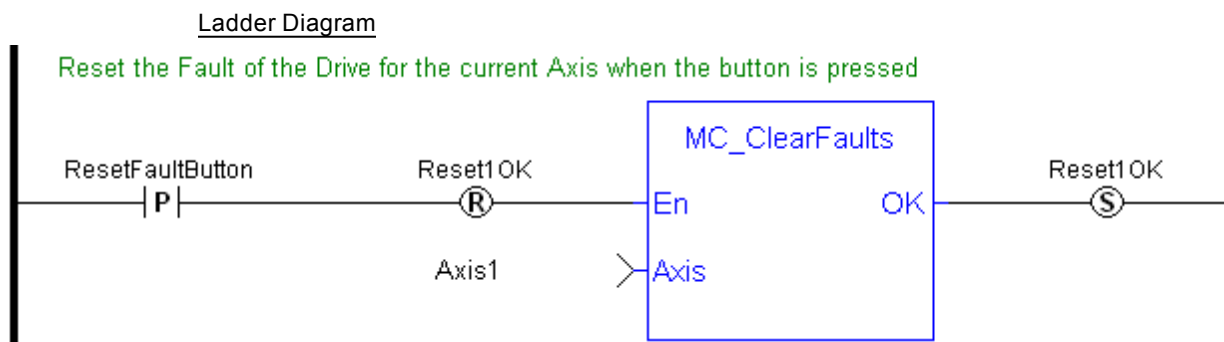 Ladder Diagram
Reset the Fault of the Drive for the current Axis when the button is pressed
MC_ClearFaults
ResetFaultButton Reset1OK Reset1OK
P R En OK S
Axis1 Axis